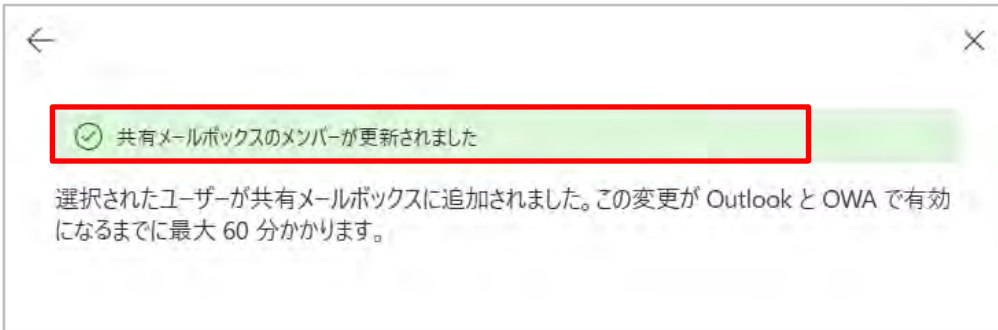 共有メールボックスのメンバーが更新されました
選択されたユーザーが共有メールボックスに追加されました。この変更が Outlook と OWA で有効
になるまでに最大 60 分かかります。